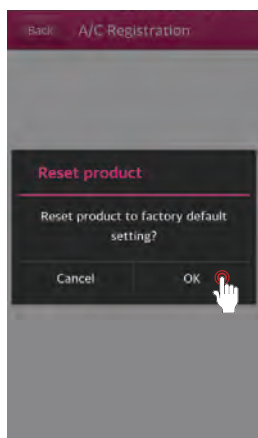 Back A/C Registration
Reset product
Reset product to factory default
setting?
Cancel OK